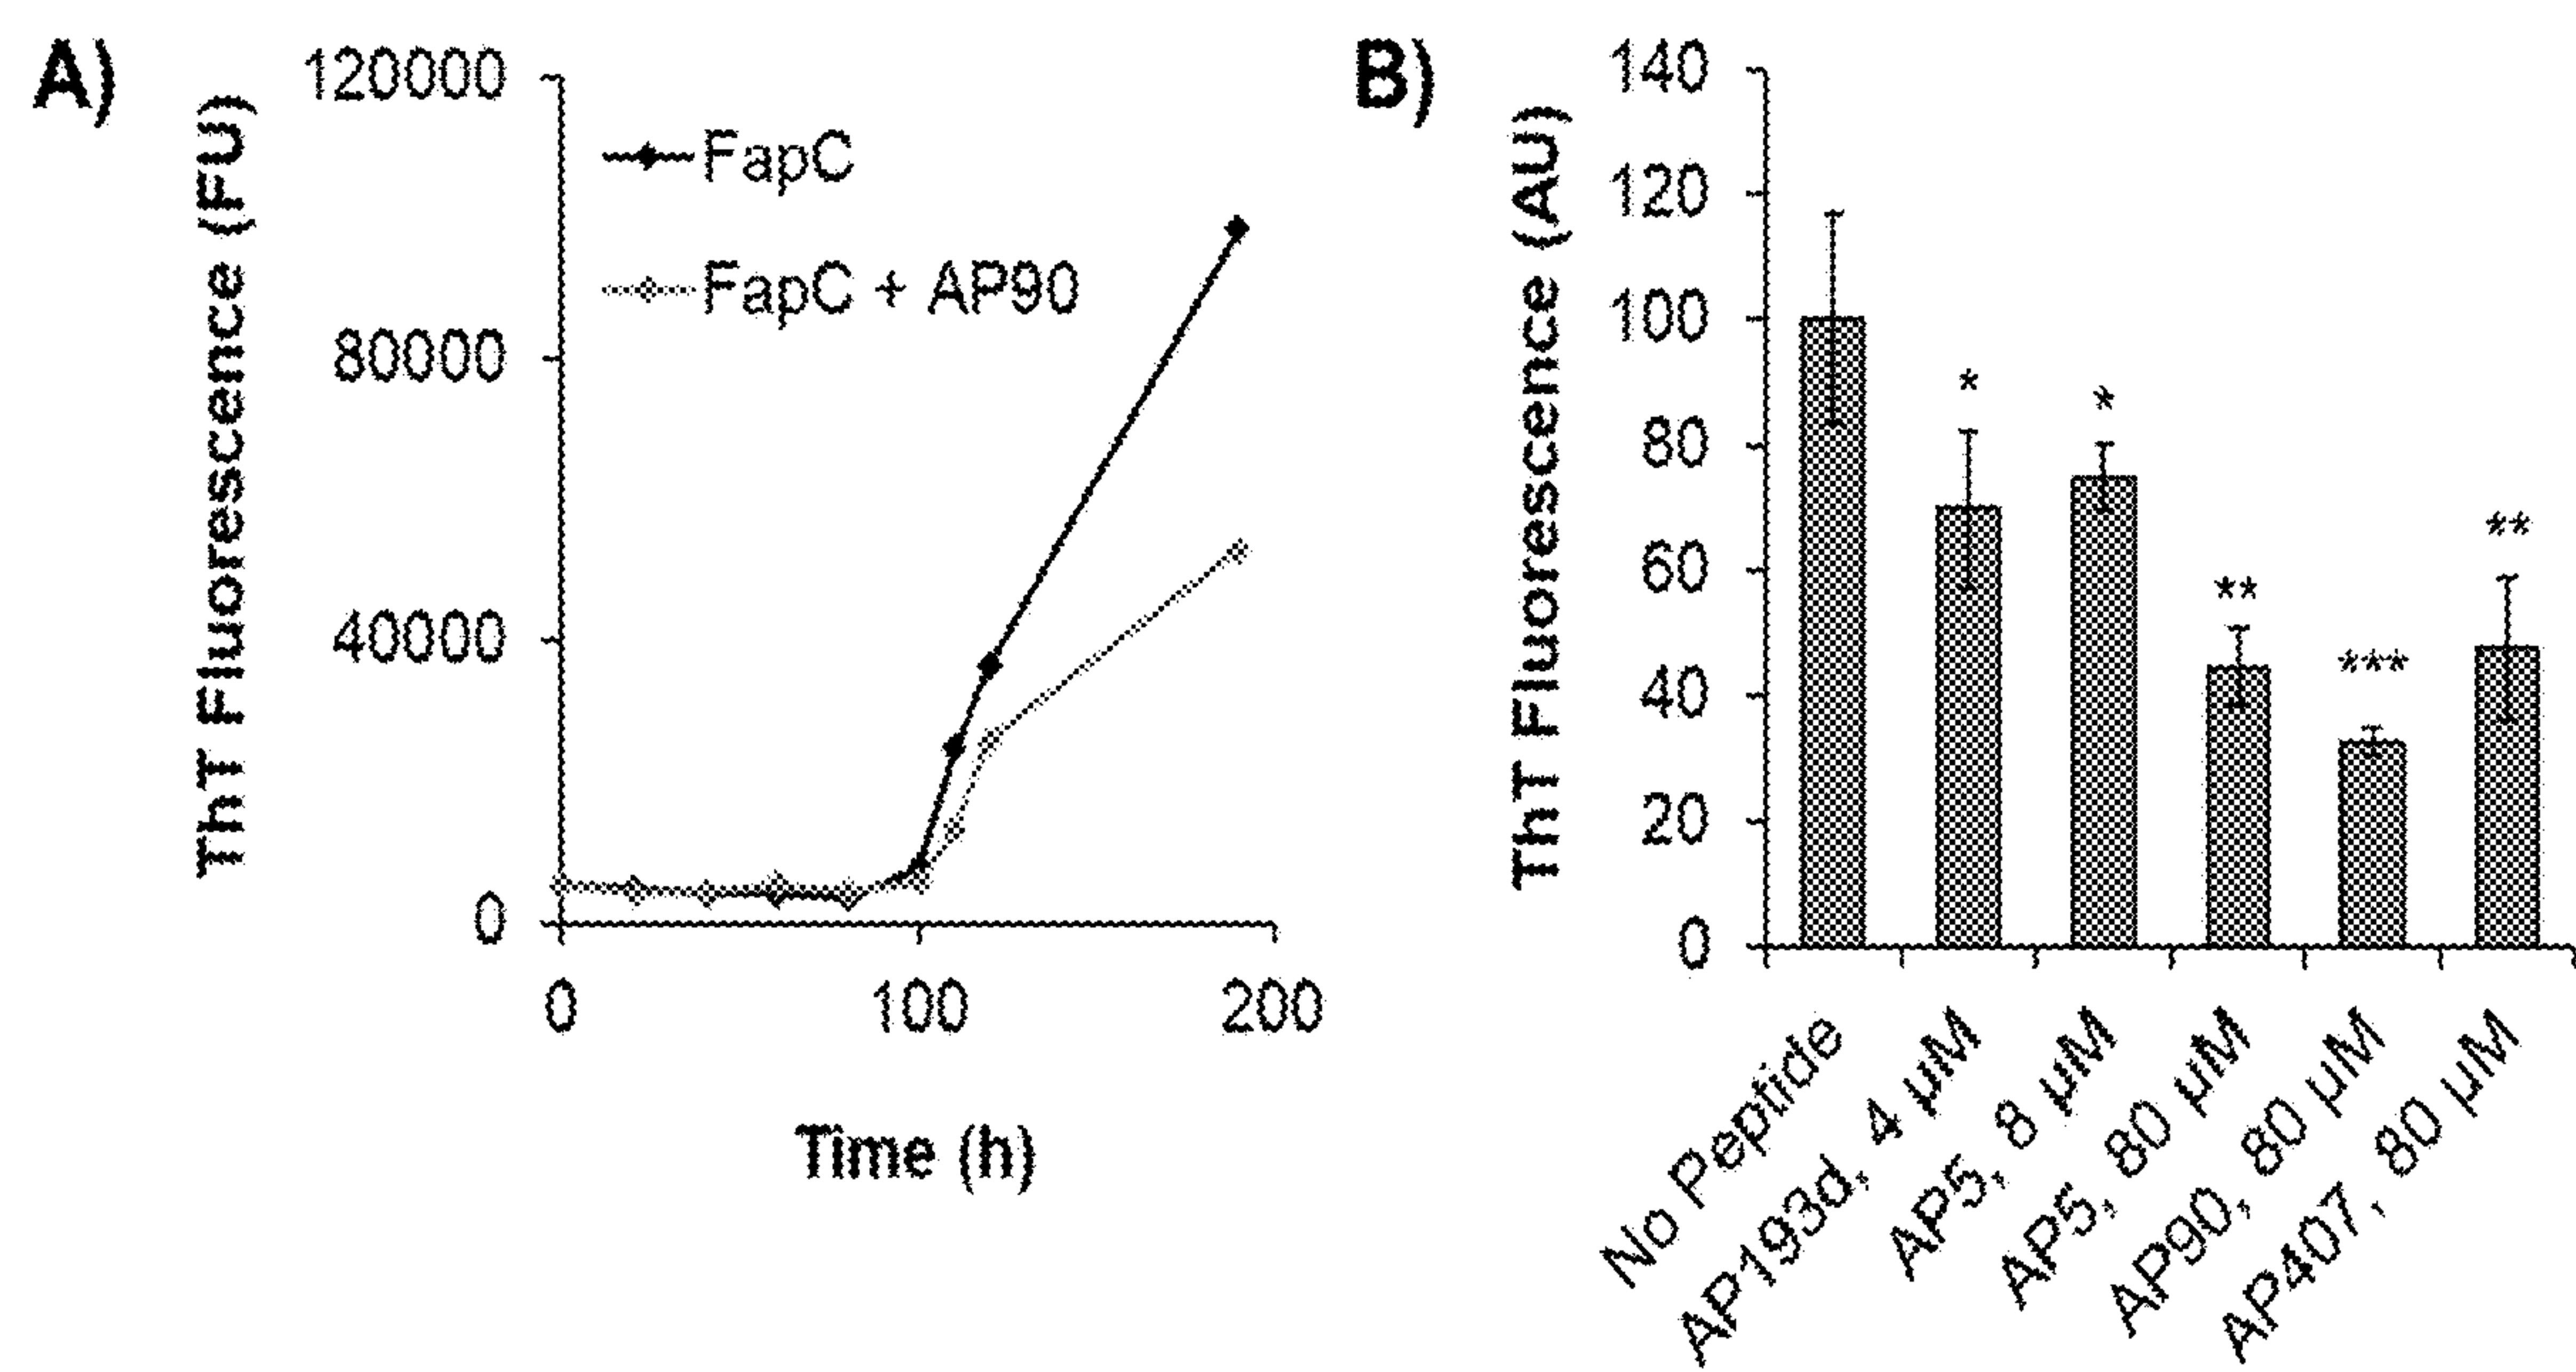 A)
ThT Fluorescence (FU)
120000
80000
40000
0
FapC
FapC + AP90
0
100
200
Time (h)
B)
ThT Fluorescence (AU)
140
120
100
80
60
40
20
0
*
*
**
***
**
No Peptide
AP193d, 4 µM
AP5, 8 µM
AP5, 80 µM
AP90, 80 µM
AP407, 80 µM